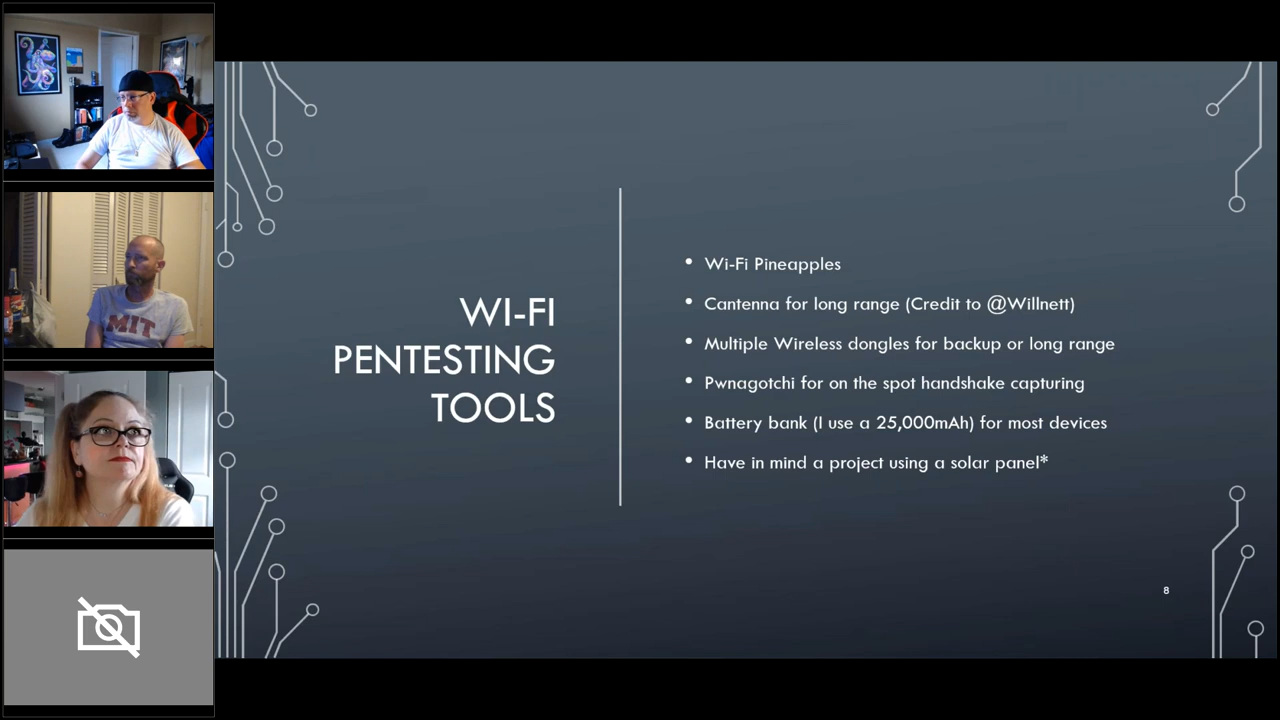 MIT
WI-FI
PENTESTING
TOOLS
• Wi-Fi Pineapples
• Cantenna for long range (Credit to @Willnett)
• Multiple Wireless dongles for backup or long range
• Pwnagotchi for on the spot handshake capturing
• Battery bank (I use a 25,000mAh) for most devices
• Have in mind a project using a solar panel*
8